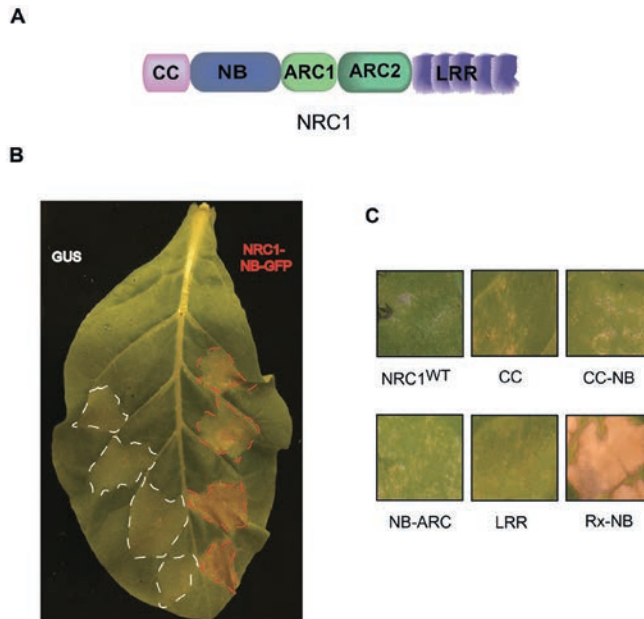 A
CC NB ARC1 ARC2 LRR
NRC1
B
GUS
NRC1-
NB-GFP
C
NRC1WT CC CC-NB
NB-ARC LRR Rx-NB